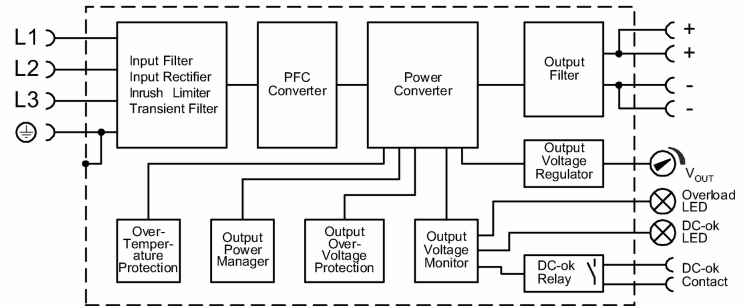 L1
L2
L3
Input Filter
Input Rectifier
Inrush Limiter
Transient Filter
PFC
Converter
Power
Converter
Output
Filter
+
+
-
-
Output
Voltage
Regulator
VOUT
Overload
LED
DC-ok
LED
Over-
Temper-
ature
Protection
Output
Power
Manager
Output
Over-
Voltage
Protection
Output
Voltage
Monitor
DC-ok
Relay
DC-ok
Contact